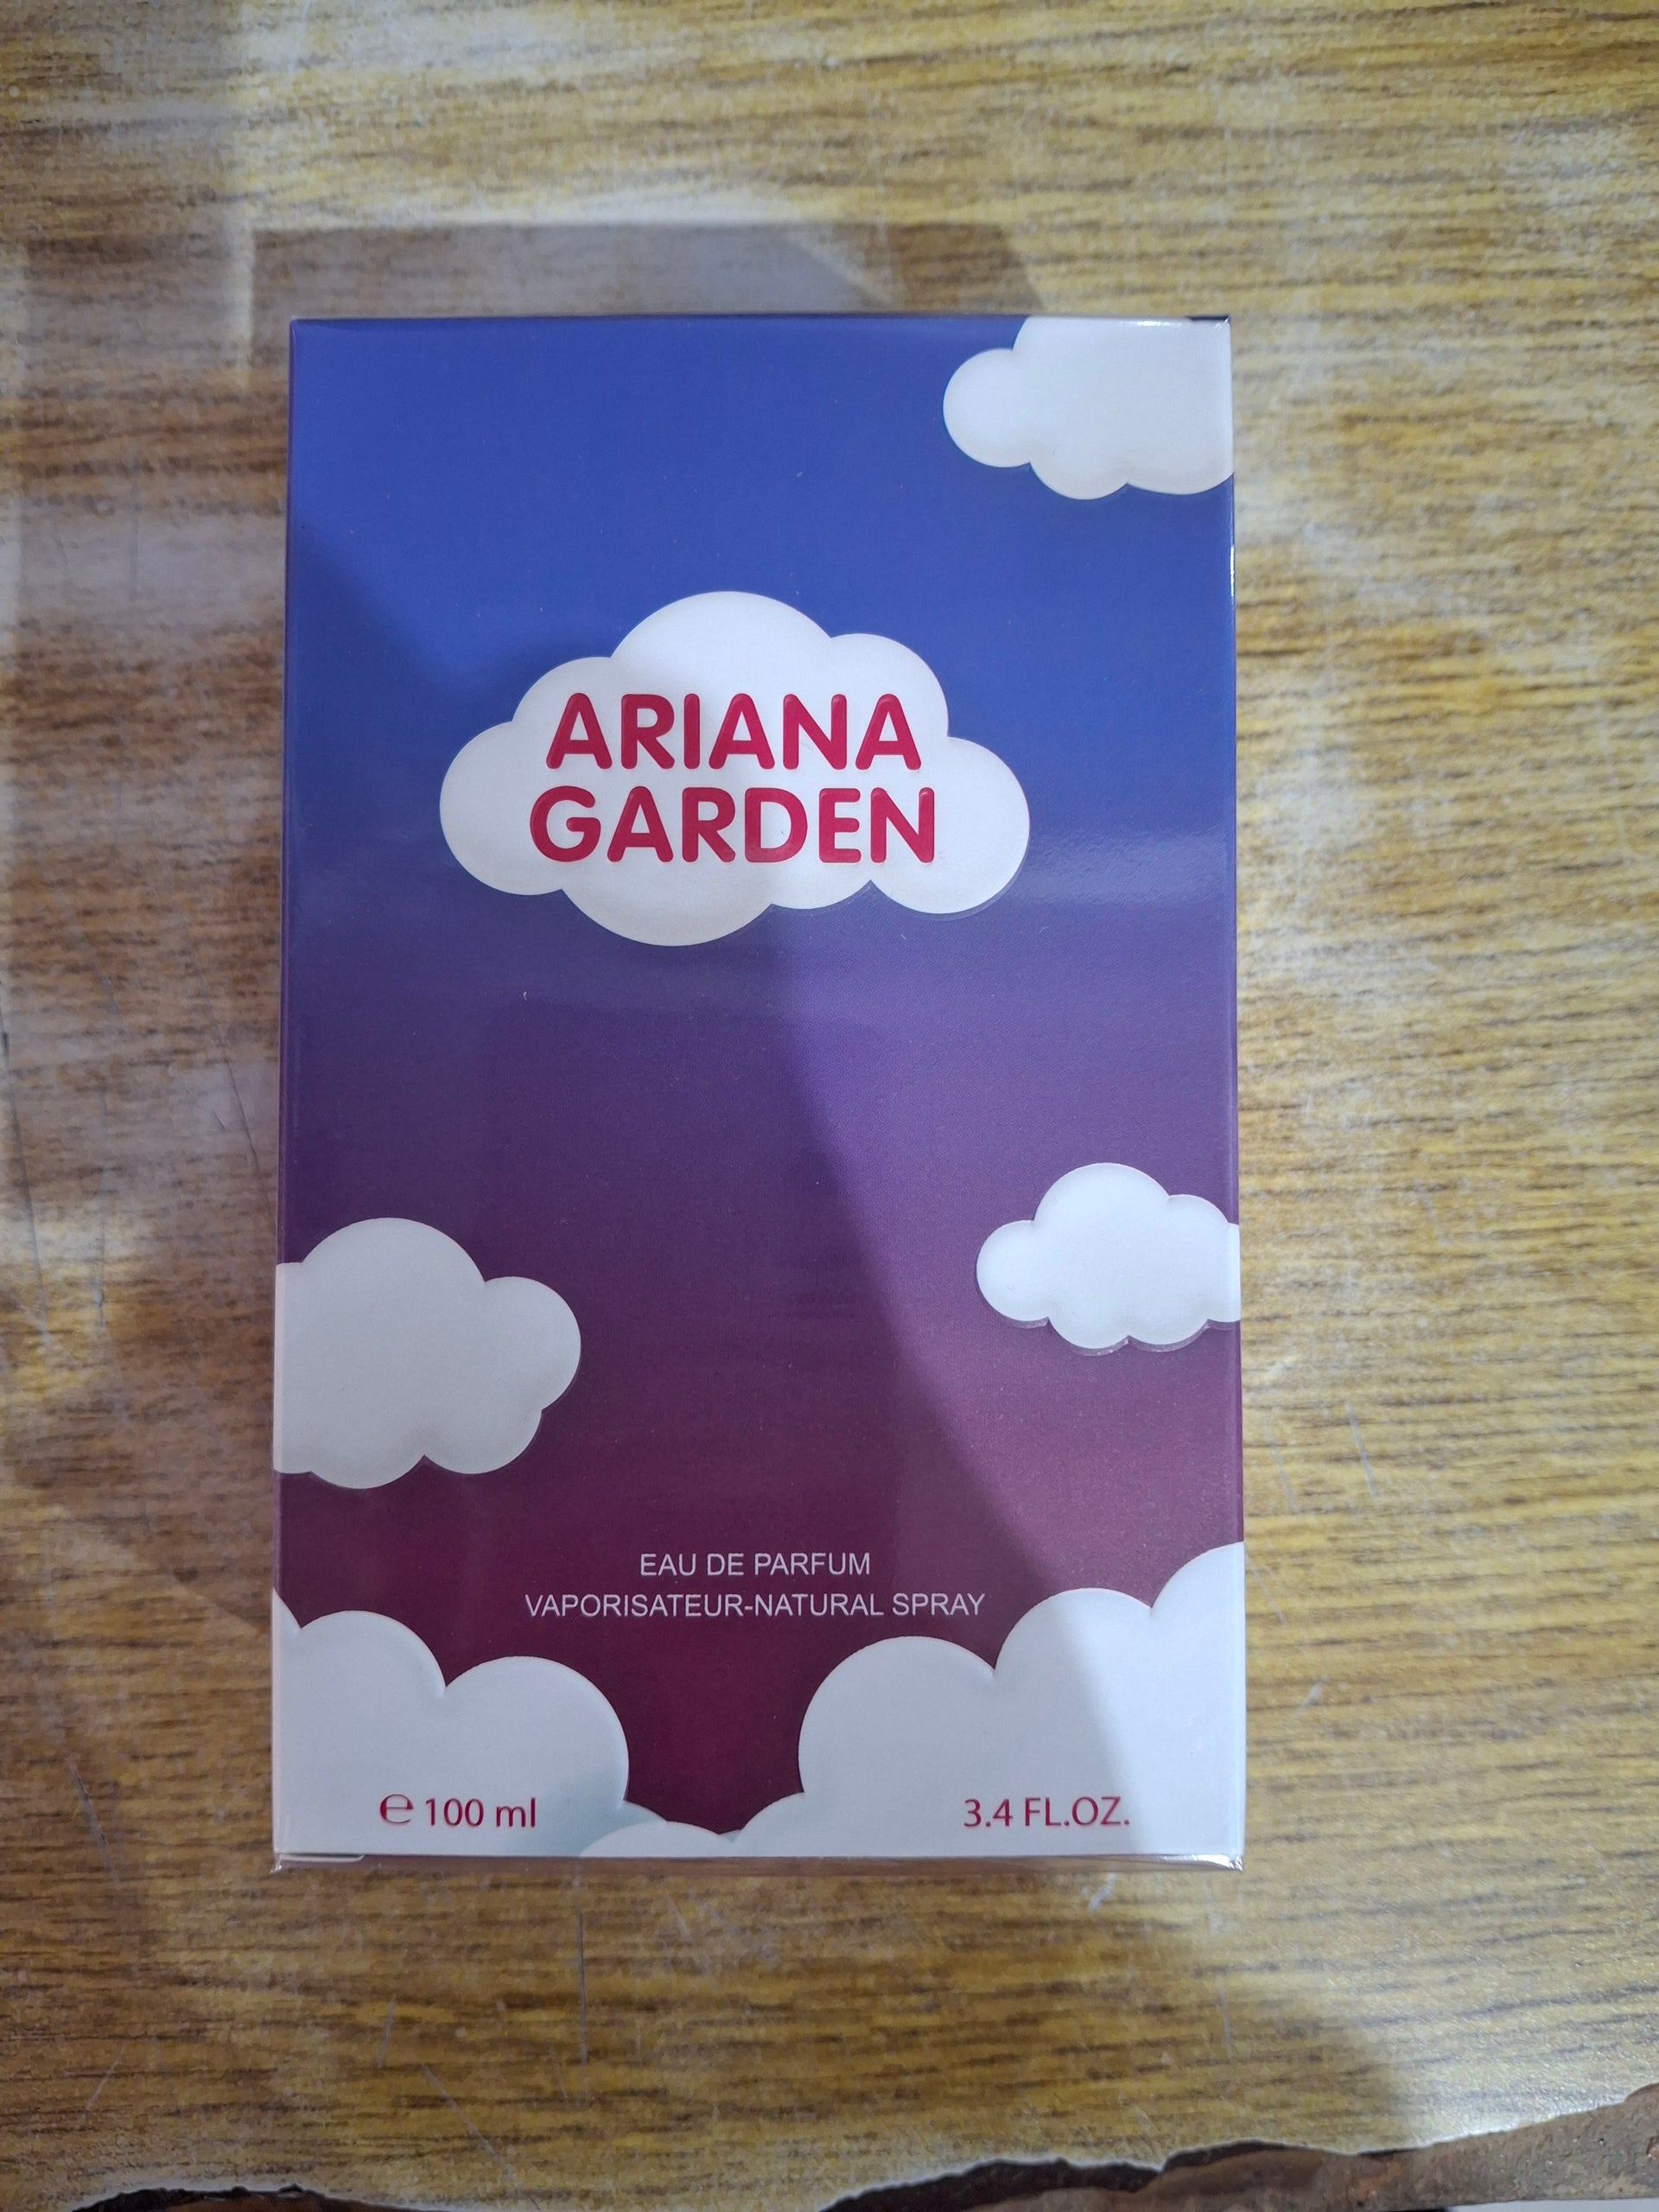 ARIANA
GARDEN
EAU DE PARFUM
VAPORISATEUR-NATURAL SPRAY
℮ 100 ml
3.4 FL.OZ.